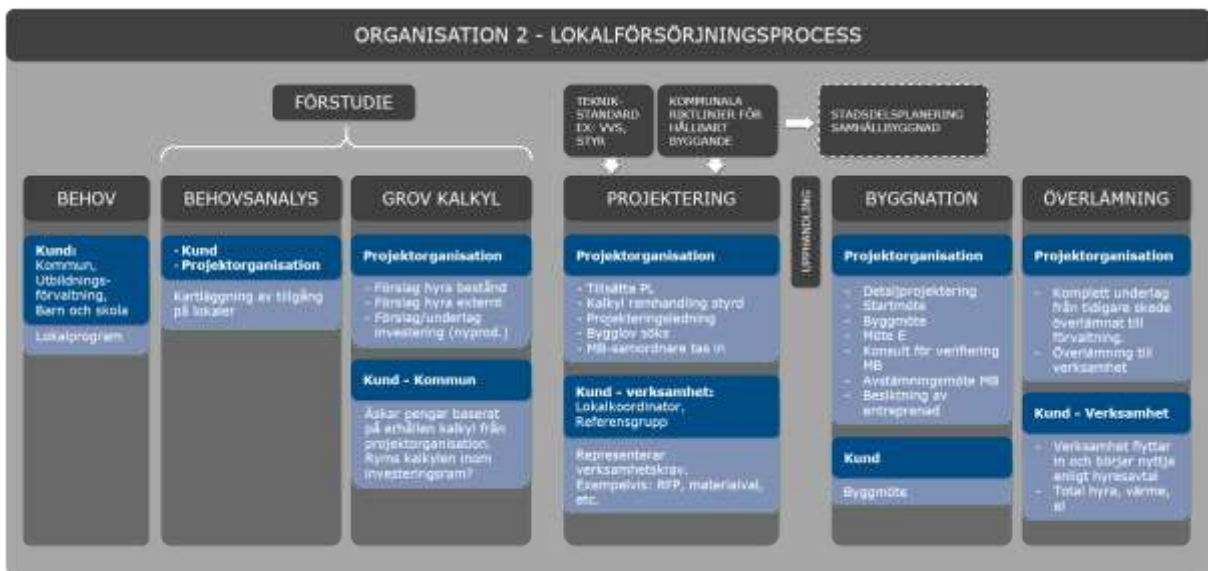 ORGANISATION 2 - LOKALFÖRSÖRJNINGSPROCESS
FÖRSTUDIE
TEKNIK-
STANDARD
EX: VVS,
STYR
KOMMUNALA
RIKTLINJER FÖR
HÅLLBART
BYGGANDE
STADSDELSPLANERING
SAMHÄLLBYGGNAD
BEHOV
Kund:
Kommun,
Utbildnings-
förvaltning,
Barn och skola
Lokalprogram
BEHOVSANALYS
- Kund
- Projektorganisation
Kartläggning av tillgång
på lokaler
GROV KALKYL
Projektorganisation
- Förslag hyra bestånd
- Förslag hyra externt
- Förslag/underlag
investering (nyprod.)
Kund - Kommun
Äskar pengar baserat
på erhållen kalkyl från
projektorganisation.
Ryms kalkylen inom
investeringsram?
PROJEKTERING
Projektorganisation
- Tillsätta PL
- Kalkyl ramhandling styrd
- Projekteringsledning
- Bygglov söks
- MB-samordnare tas in
Kund - verksamhet:
Lokalkoordinator,
Referensgrupp
Representerar
verksamhetskrav.
Exempelvis: RFP, materialval,
etc.
UPPHANDLING
BYGGNATION
Projektorganisation
- Detaljprojektering
- Startmöte
- Byggmöte
- Möte E
- Konsult för verifiering
MB
- Avstämningsmöte MB
- Besiktning av
entreprenad
Kund
Byggmöte
ÖVERLÄMNING
Projektorganisation
- Komplett underlag
från tidigare skede
överlämnat till
förvaltning.
- Överlämning till
verksamhet
Kund - Verksamhet
- Verksamhet flyttar
in och börjar nyttja
enligt hyresavtal
- Total hyra, värme,
el